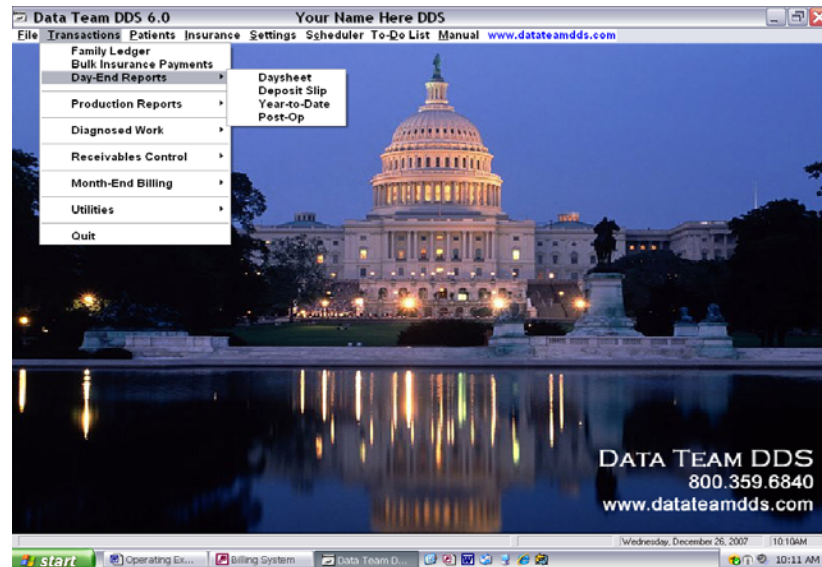 Data Team DDS 6.0 Your Name Here DDS
File Transactions Patients Insurance Settings Scheduler To-Do List Manual www.datateamdds.com
Family Ledger
Bulk Insurance Payments
Day-End Reports
Daysheet
Deposit Slip
Year-to-Date
Post-Op
Production Reports
Diagnosed Work
Receivables Control
Month-End Billing
Utilities
Quit
DATA TEAM DDS
800.359.6840
www.datateamdds.com
Wednesday, December 26, 2007 10:10AM
start Operating Ex... Billing System Data Team D... 10:11 AM